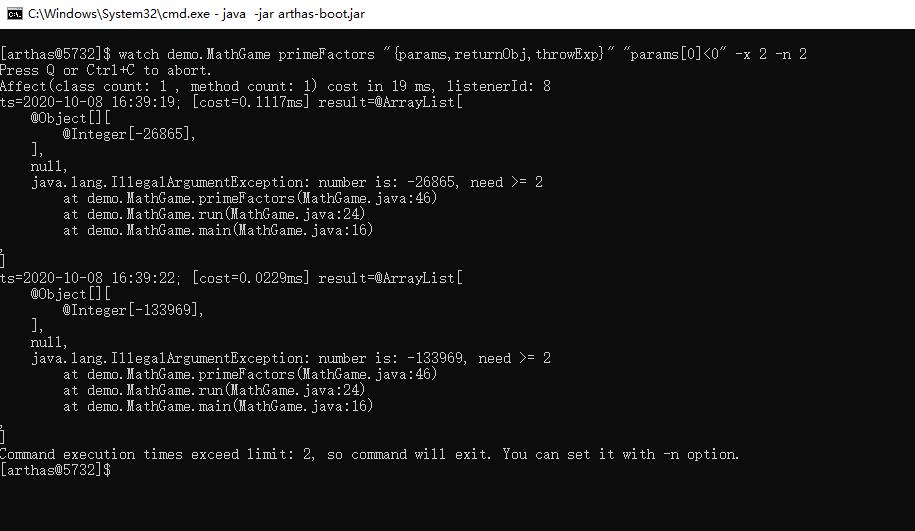 C:\Windows\System32\cmd.exe - java  -jar arthas-boot.jar
[arthas@5732]$ watch demo.MathGame primeFactors "{params,returnObj,throwExp}" "params[0]<0" -x 2 -n 2
Press Q or Ctrl+C to abort.
Affect(class count: 1 , method count: 1) cost in 19 ms, listenerId: 8
ts=2020-10-08 16:39:19; [cost=0.1117ms] result=@ArrayList[
    @Object[][
        @Integer[-26865],
    ],
    null,
    java.lang.IllegalArgumentException: number is: -26865, need >= 2
        at demo.MathGame.primeFactors(MathGame.java:46)
        at demo.MathGame.run(MathGame.java:24)
        at demo.MathGame.main(MathGame.java:16)
,
]
ts=2020-10-08 16:39:22; [cost=0.0229ms] result=@ArrayList[
    @Object[][
        @Integer[-133969],
    ],
    null,
    java.lang.IllegalArgumentException: number is: -133969, need >= 2
        at demo.MathGame.primeFactors(MathGame.java:46)
        at demo.MathGame.run(MathGame.java:24)
        at demo.MathGame.main(MathGame.java:16)
,
]
Command execution times exceed limit: 2, so command will exit. You can set it with -n option.
[arthas@5732]$